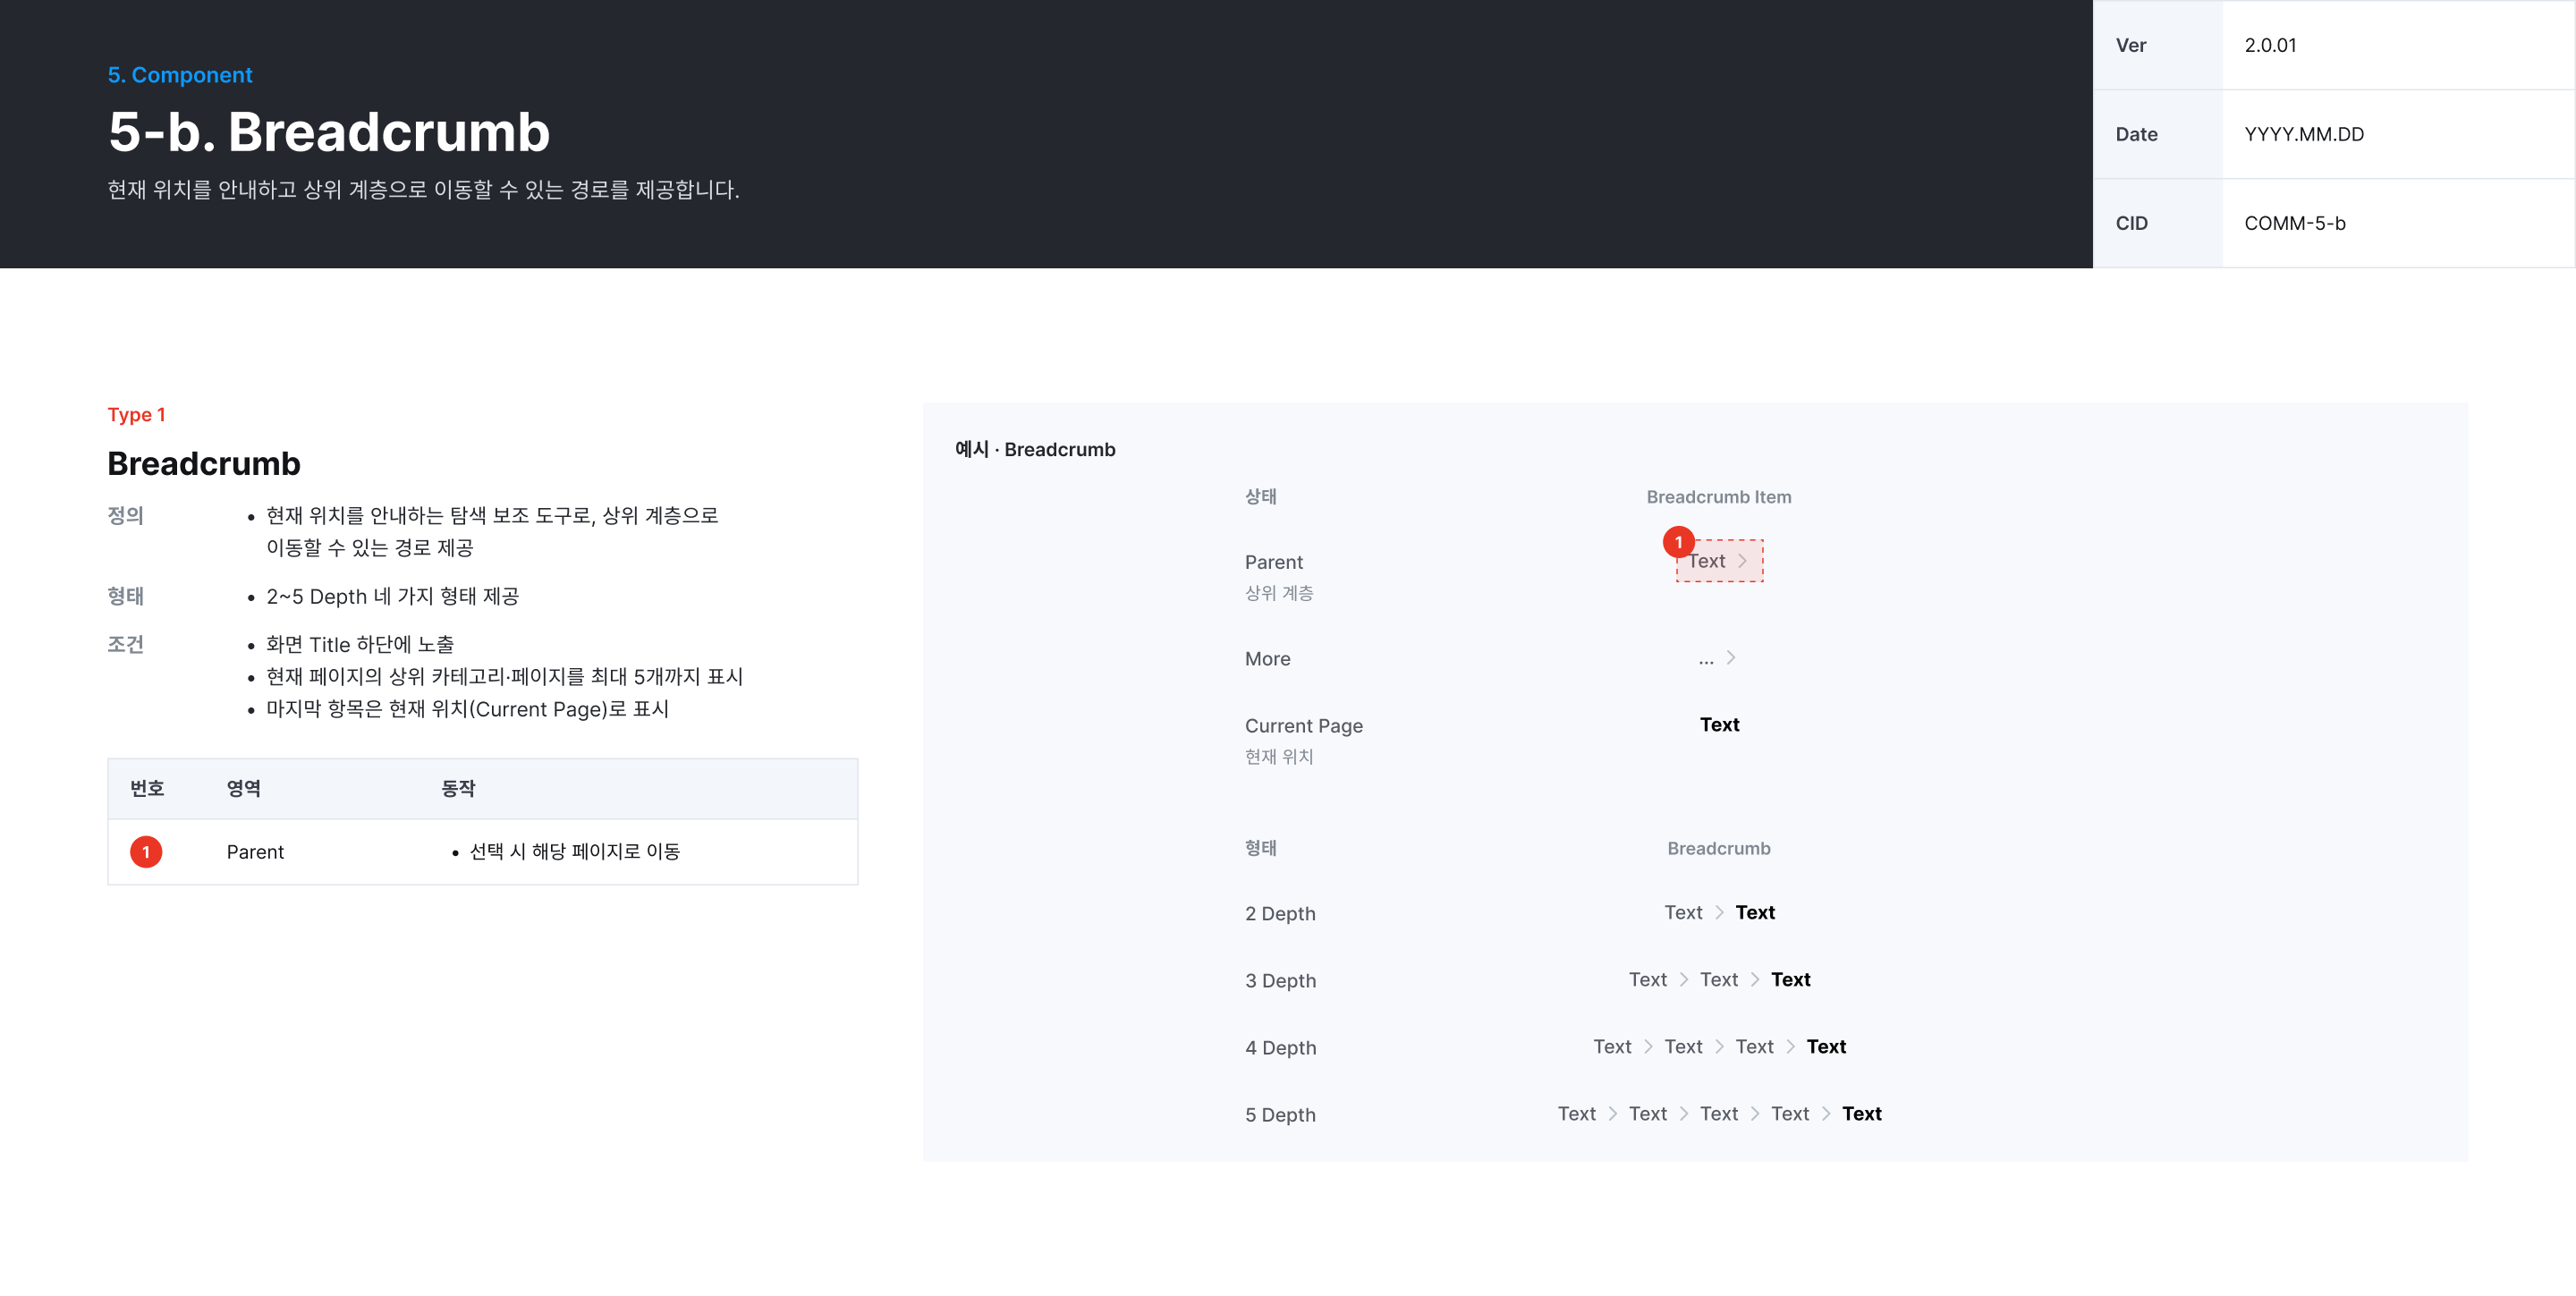 5. Component
5-b. Breadcrumb
현재 위치를 안내하고 상위 계층으로 이동할 수 있는 경로를 제공합니다.
Ver 2.0.01
Date YYYY.MM.DD
CID COMM-5-b
Type 1
Breadcrumb
정의
• 현재 위치를 안내하는 탐색 보조 도구로, 상위 계층으로
이동할 수 있는 경로 제공
형태
• 2~5 Depth 네 가지 형태 제공
조건
• 화면 Title 하단에 노출
• 현재 페이지의 상위 카테고리·페이지를 최대 5개까지 표시
• 마지막 항목은 현재 위치(Current Page)로 표시
번호 영역 동작
1 Parent • 선택 시 해당 페이지로 이동
예시 · Breadcrumb
상태 Breadcrumb Item
1
Parent Text >
상위 계층
More ... >
Current Page Text
현재 위치
형태 Breadcrumb
2 Depth Text > Text
3 Depth Text > Text > Text
4 Depth Text > Text > Text > Text
5 Depth Text > Text > Text > Text > Text